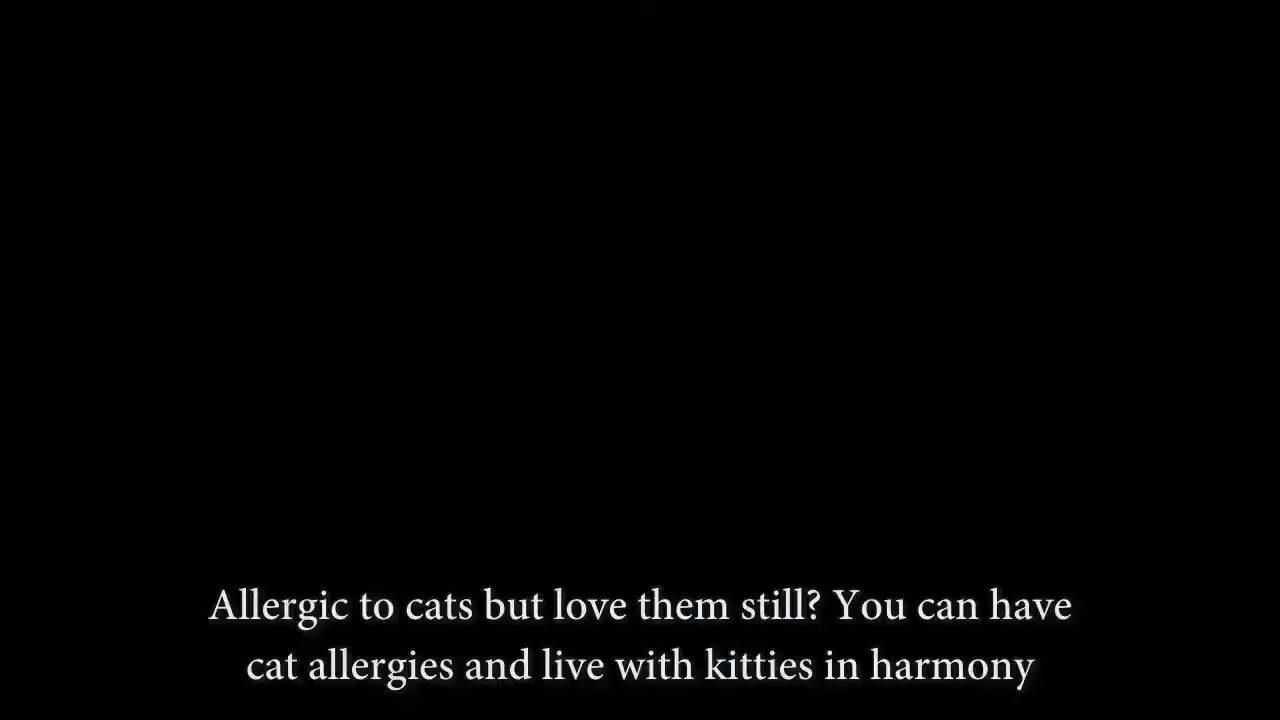 Allergic to cats but love them still? You can have
cat allergies and live with kitties in harmony